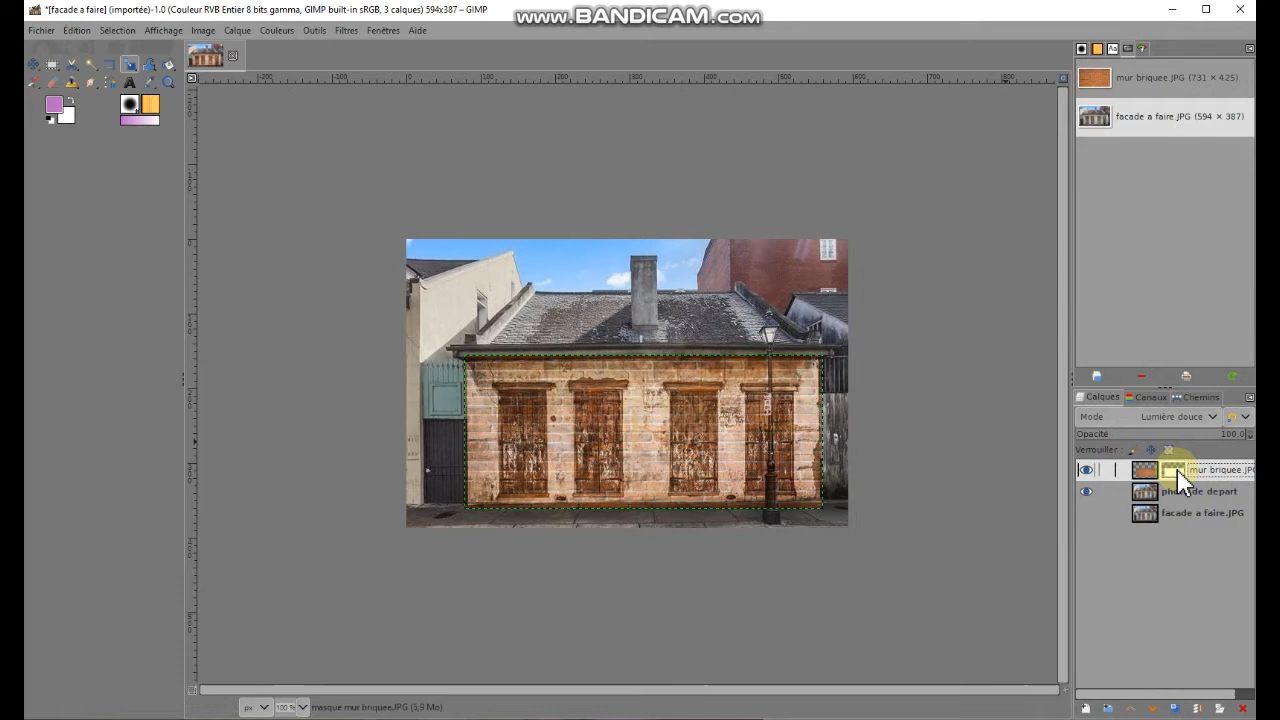 *[facade a faire] (importée)-1.0 (Couleur RVB Entier 8 bits gamma, GIMP built-in sRGB, 3 calques) 594x387 – GIMP
www.BANDICAM.com
Fichier Édition Sélection Affichage Image Calque Couleurs Outils Filtres Fenêtres Aide
mur briquee.JPG (731 × 425)
facade a faire.JPG (594 × 387)
Calques Canaux Chemins
Mode Lumière douce
Opacité 100,0
Verrouiller :
mur briquee.JPG
depart
facade a faire.JPG
px 100 % masque mur briquee.JPG (5,9 Mo)